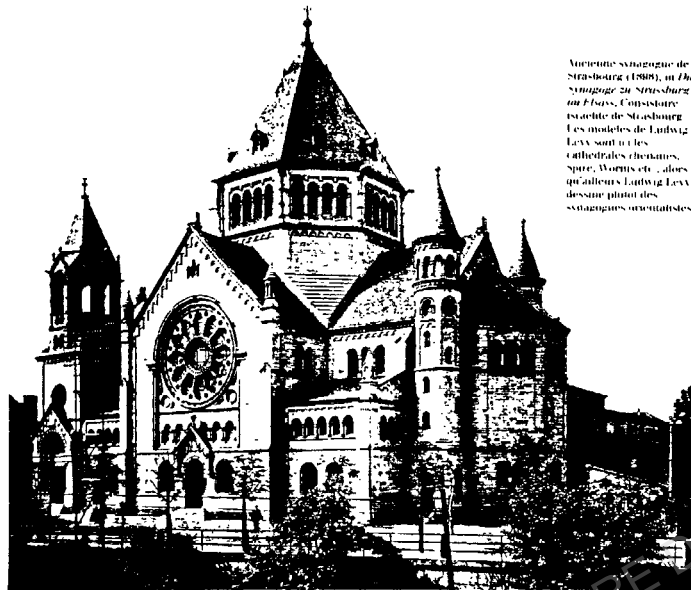 Ancienne synagogue de
Strasbourg (1898), in Die
Synagoge zu Strassburg
im Elsass, Consistoire
israélite de Strasbourg
Les modèles de Ludwig
Levy sont ici les
cathédrales rhénanes,
Spire, Worms etc., alors
qu'ailleurs Ludwig Levy
dessine plutôt des
synagogues orientalistes
RE D